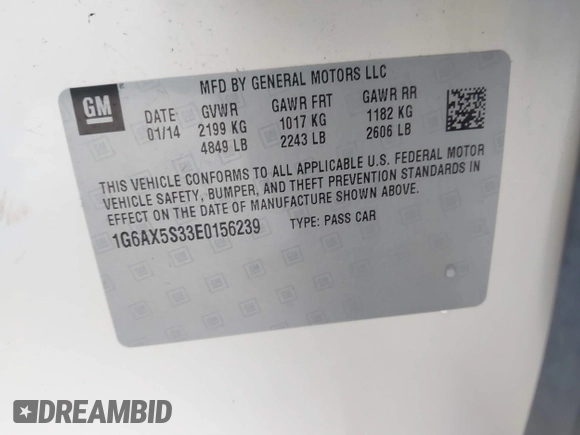 MFD BY GENERAL MOTORS LLC
GM
DATE GVWR GAWR FRT GAWR RR
01/14 2199 KG 1017 KG 1182 KG
4849 LB 2243 LB 2606 LB
THIS VEHICLE CONFORMS TO ALL APPLICABLE U.S. FEDERAL MOTOR
VEHICLE SAFETY, BUMPER, AND THEFT PREVENTION STANDARDS IN
EFFECT ON THE DATE OF MANUFACTURE SHOWN ABOVE.
1G6AX5S33E0156239 TYPE: PASS CAR
DREAMBID